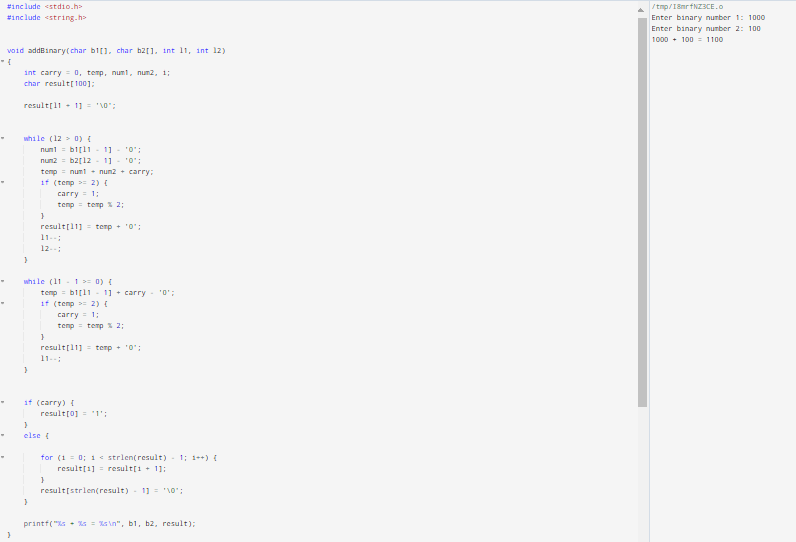 #include <stdio.h>
#include <string.h>
void addBinary(char b1[], char b2[], int l1, int l2)
{
int carry = 0, temp, num1, num2, i;
char result[100];
result[l1 + 1] = '\0';
while (l2 > 0) {
num1 = b1[l1 - 1] - '0';
num2 = b2[l2 - 1] - '0';
temp = num1 + num2 + carry;
if (temp >= 2) {
carry = 1;
temp = temp % 2;
}
result[l1] = temp + '0';
l1--;
l2--;
}
while (l1 - 1 >= 0) {
temp = b1[l1 - 1] + carry - '0';
if (temp >= 2) {
carry = 1;
temp = temp % 2;
}
result[l1] = temp + '0';
l1--;
}
if (carry) {
result[0] = '1';
}
else {
for (i = 0; i < strlen(result) - 1; i++) {
result[i] = result[i + 1];
}
result[strlen(result) - 1] = '\0';
}
printf("%s + %s = %s\n", b1, b2, result);
}
/tmp/I8mrfNZ3CE.o
Enter binary number 1: 1000
Enter binary number 2: 100
1000 + 100 = 1100